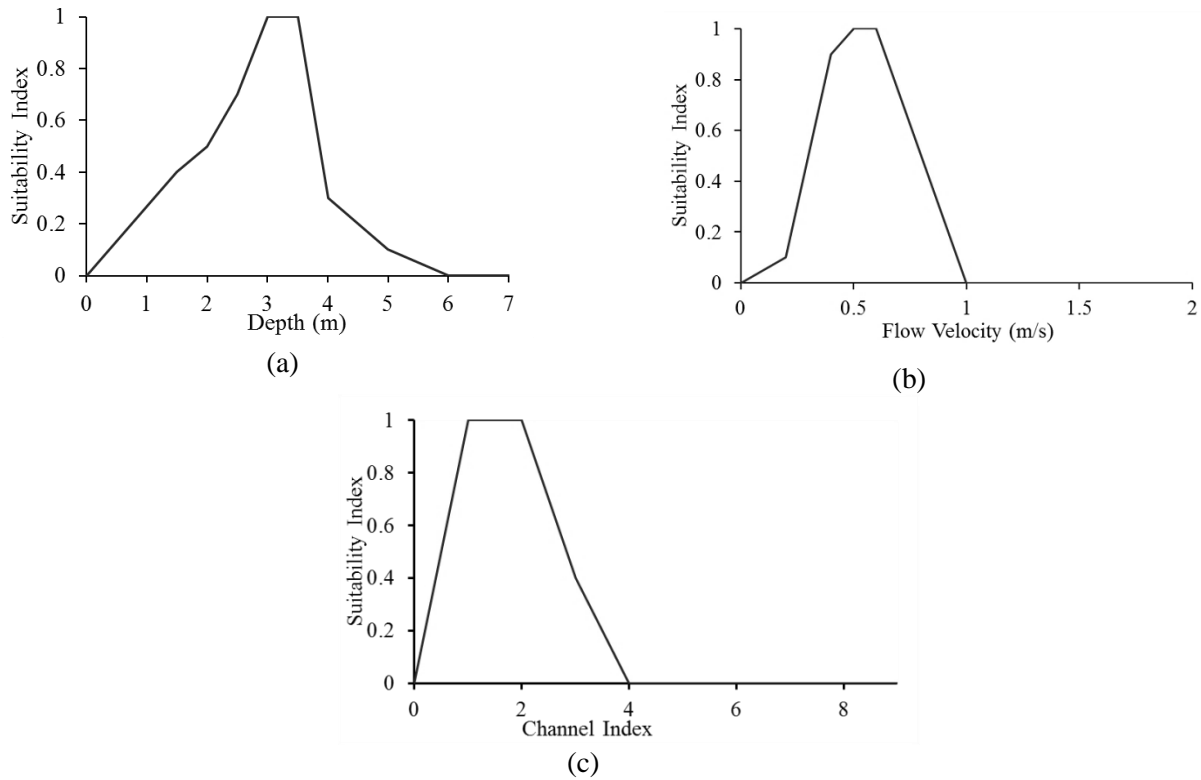 1
0.8
0.6
0.4
0.2
0
Suitability Index
0 1 2 3 4 5 6 7
Depth (m)
(a)
1
0.8
0.6
0.4
0.2
0
Suitability Index
0 0.5 1 1.5 2
Flow Velocity (m/s)
(b)
1
0.8
0.6
0.4
0.2
0
Suitability Index
0 2 4 6 8
Channel Index
(c)